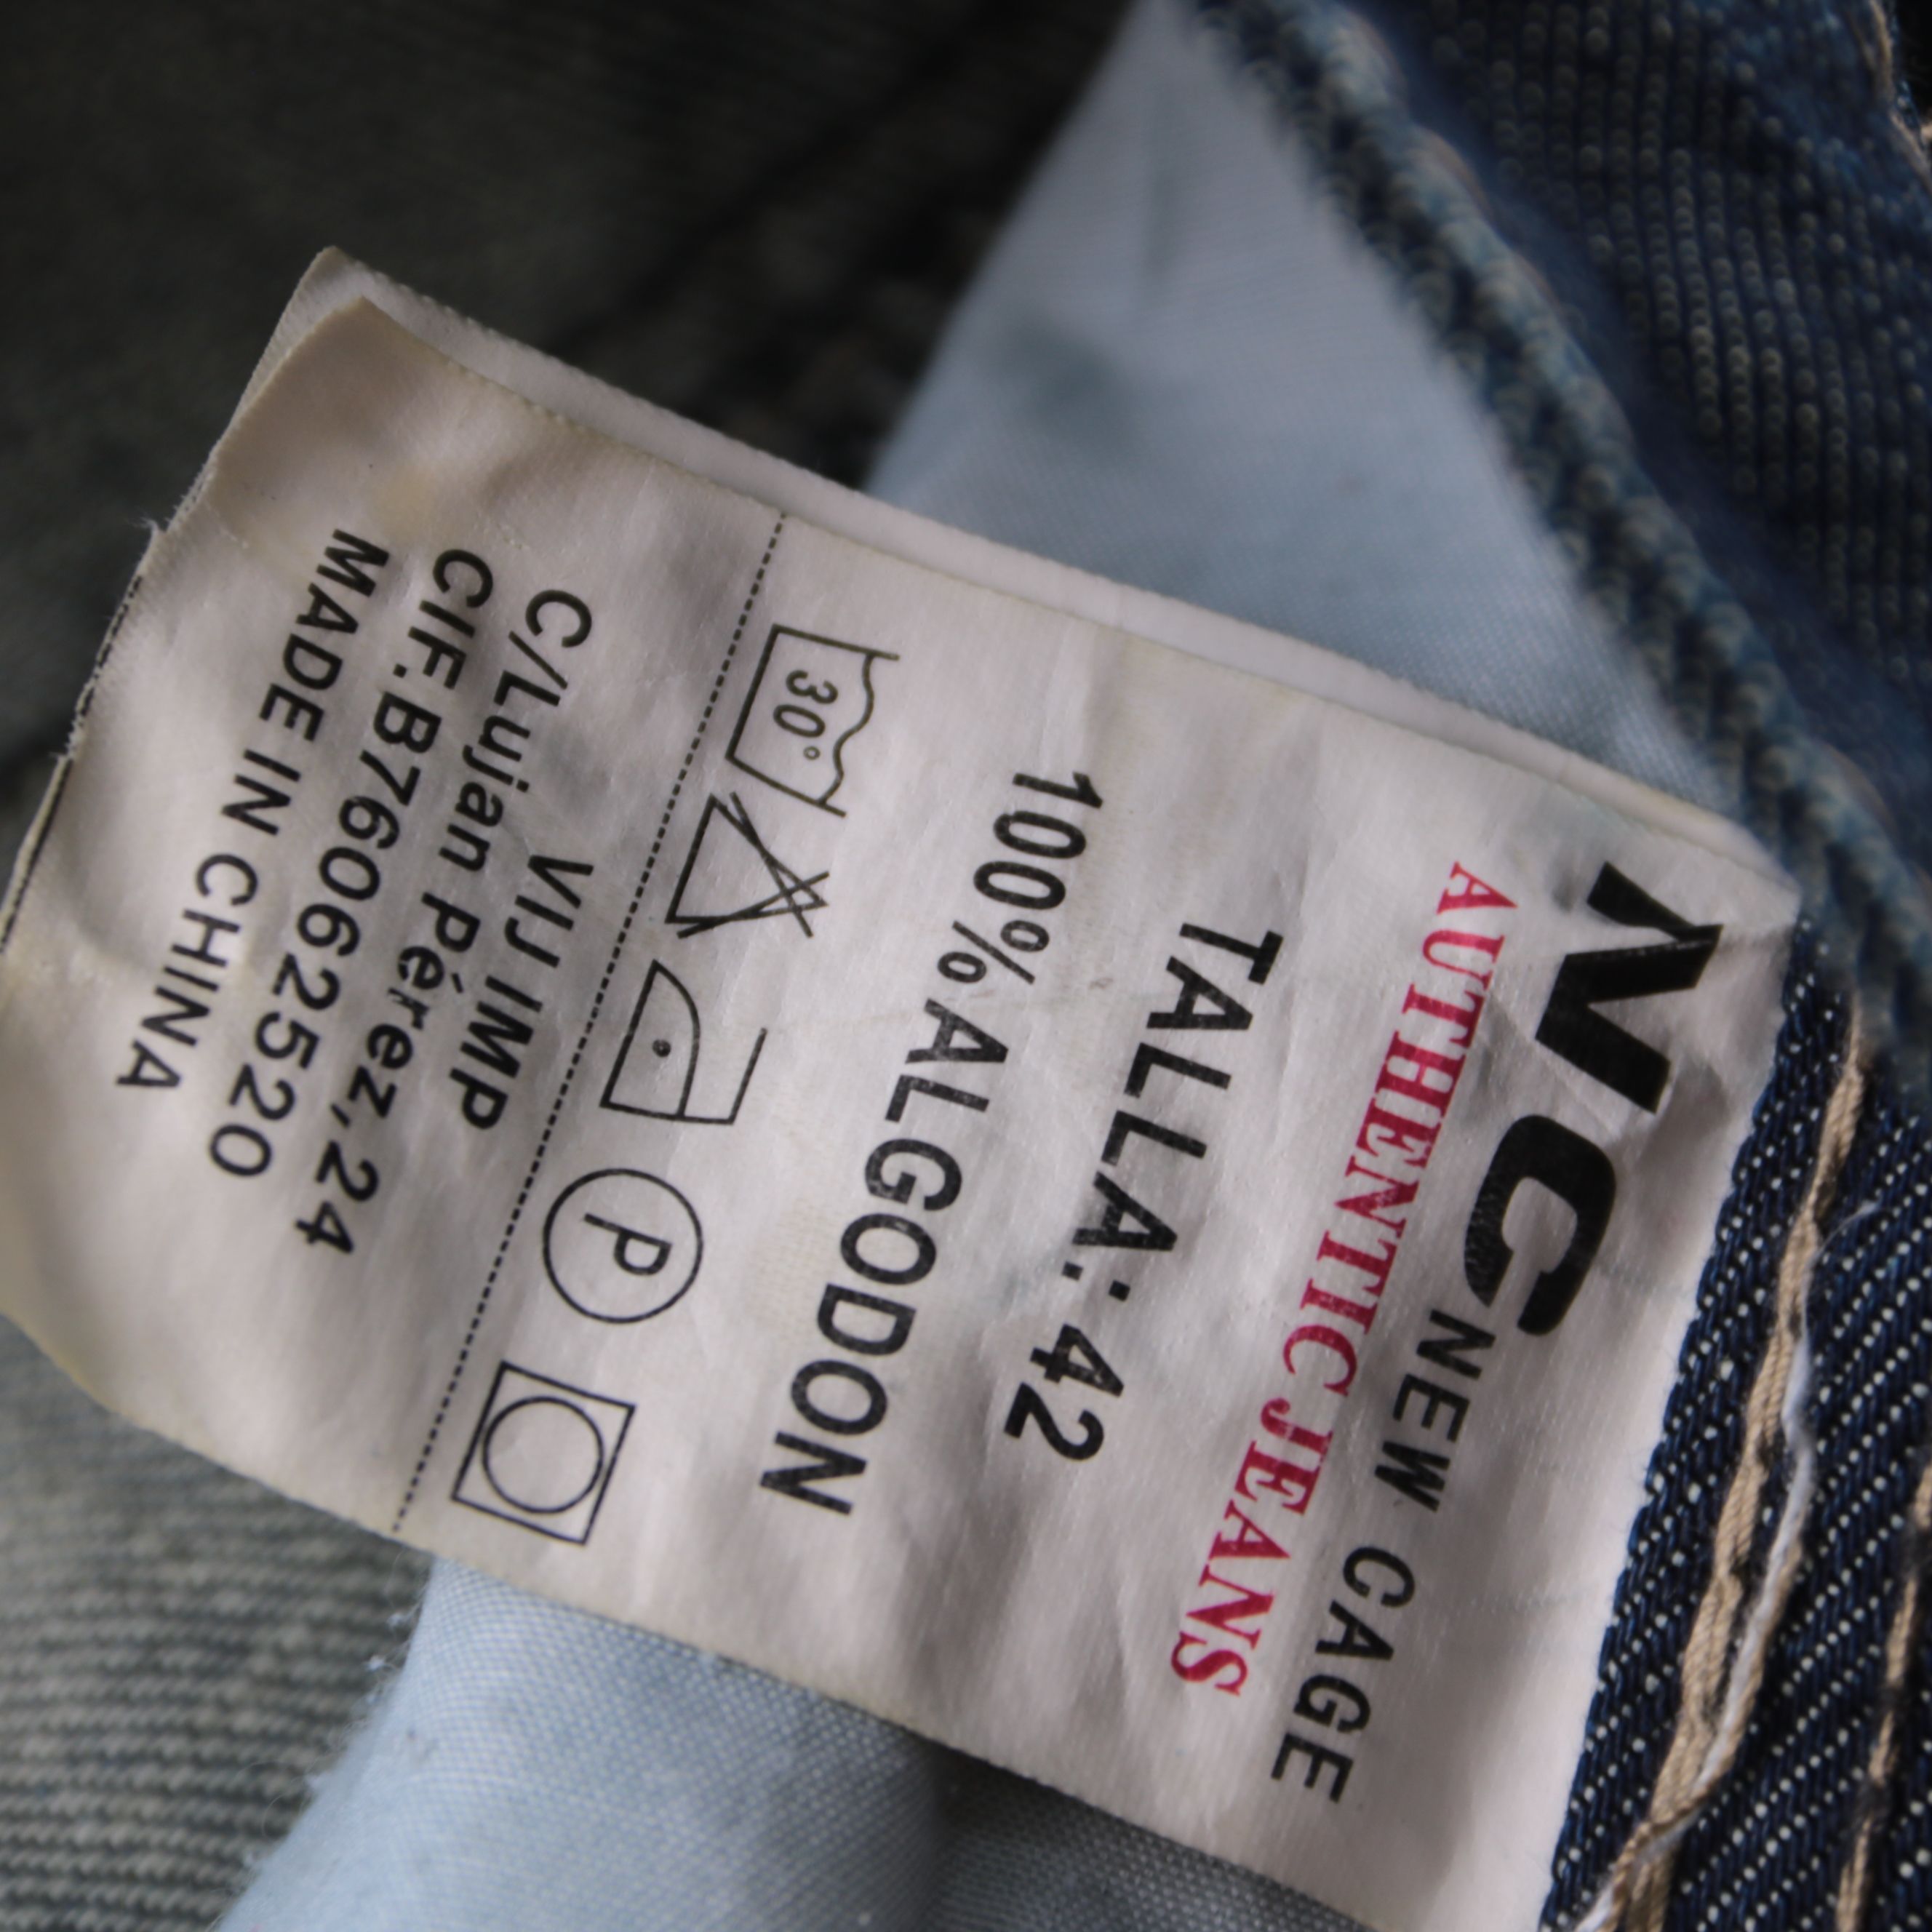 NC NEW CAGE
AUTHENTIC JEANS
TALLA: 42
100% ALGODON
30°
P
VIJ IMP
C/Lujan Pérez,24
CIF.B76062520
MADE IN CHINA